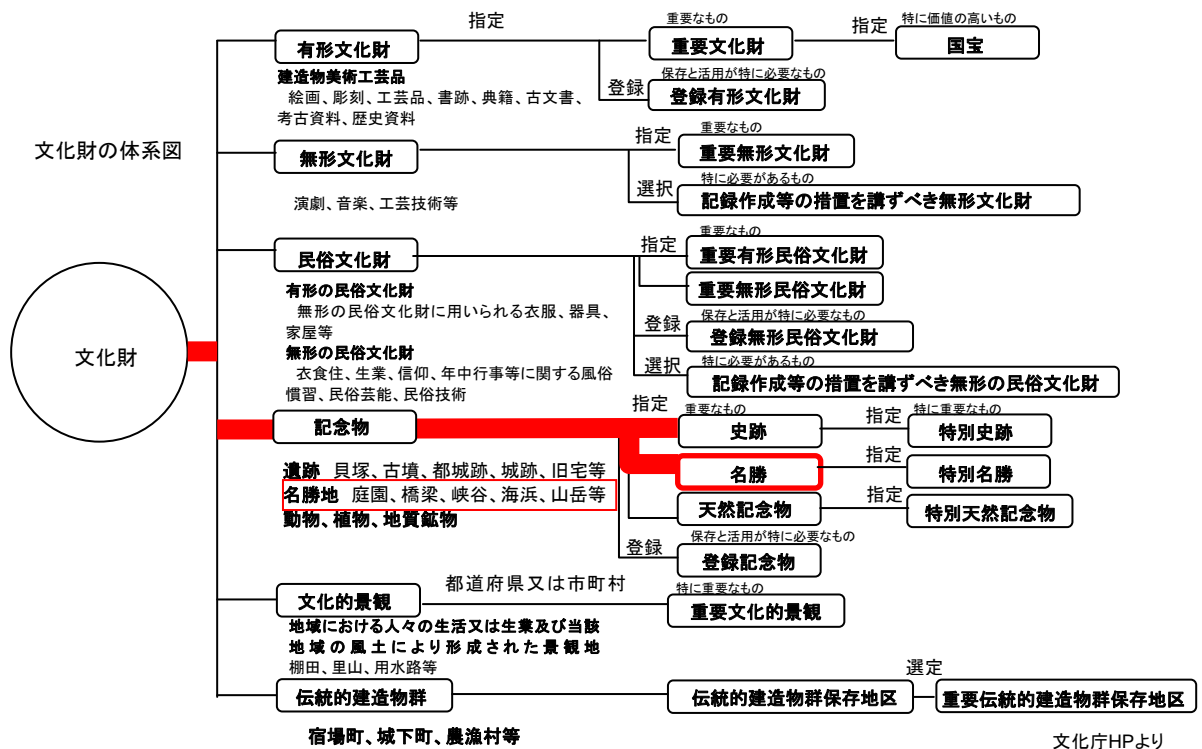 文化財の体系図
文化財
有形文化財
指定
重要なもの
重要文化財
指定
特に価値の高いもの
国宝
建造物美術工芸品
絵画、彫刻、工芸品、書跡、典籍、古文書、
考古資料、歴史資料
登録
保存と活用が特に必要なもの
登録有形文化財
無形文化財
指定
重要なもの
重要無形文化財
演劇、音楽、工芸技術等
選択
特に必要があるもの
記録作成等の措置を講ずべき無形文化財
民俗文化財
指定
重要なもの
重要有形民俗文化財
重要無形民俗文化財
有形の民俗文化財
無形の民俗文化財に用いられる衣服、器具、
家屋等
無形の民俗文化財
衣食住、生業、信仰、年中行事等に関する風俗
慣習、民俗芸能、民俗技術
登録
保存と活用が特に必要なもの
登録無形民俗文化財
選択
特に必要があるもの
記録作成等の措置を講ずべき無形の民俗文化財
記念物
指定
重要なもの
史跡
指定
特に重要なもの
特別史跡
遺跡 貝塚、古墳、都城跡、城跡、旧宅等
名勝地 庭園、橋梁、峡谷、海浜、山岳等
動物、植物、地質鉱物
名勝
指定
特別名勝
天然記念物
指定
特別天然記念物
登録
保存と活用が特に必要なもの
登録記念物
文化的景観
都道府県又は市町村
特に重要なもの
重要文化的景観
地域における人々の生活又は生業及び当該
地域の風土により形成された景観地
棚田、里山、用水路等
伝統的建造物群
伝統的建造物群保存地区
選定
重要伝統的建造物群保存地区
宿場町、城下町、農漁村等
文化庁HPより